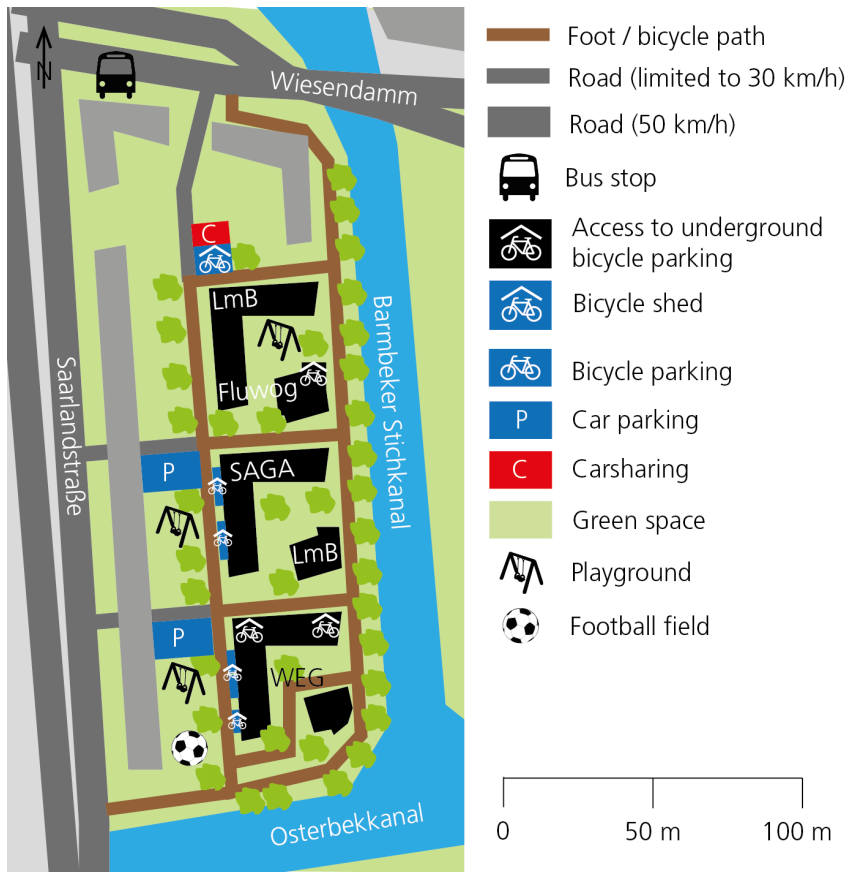 N
Wiesendamm
C
LmB
Fluwog
Barmbeker Stichkanal
Saarlandstraße
P
SAGA
LmB
P
WEG
Osterbekkanal
Foot / bicycle path
Road (limited to 30 km/h)
Road (50 km/h)
Bus stop
Access to underground
bicycle parking
Bicycle shed
Bicycle parking
P
Car parking
C
Carsharing
Green space
Playground
Football field
0
50 m
100 m